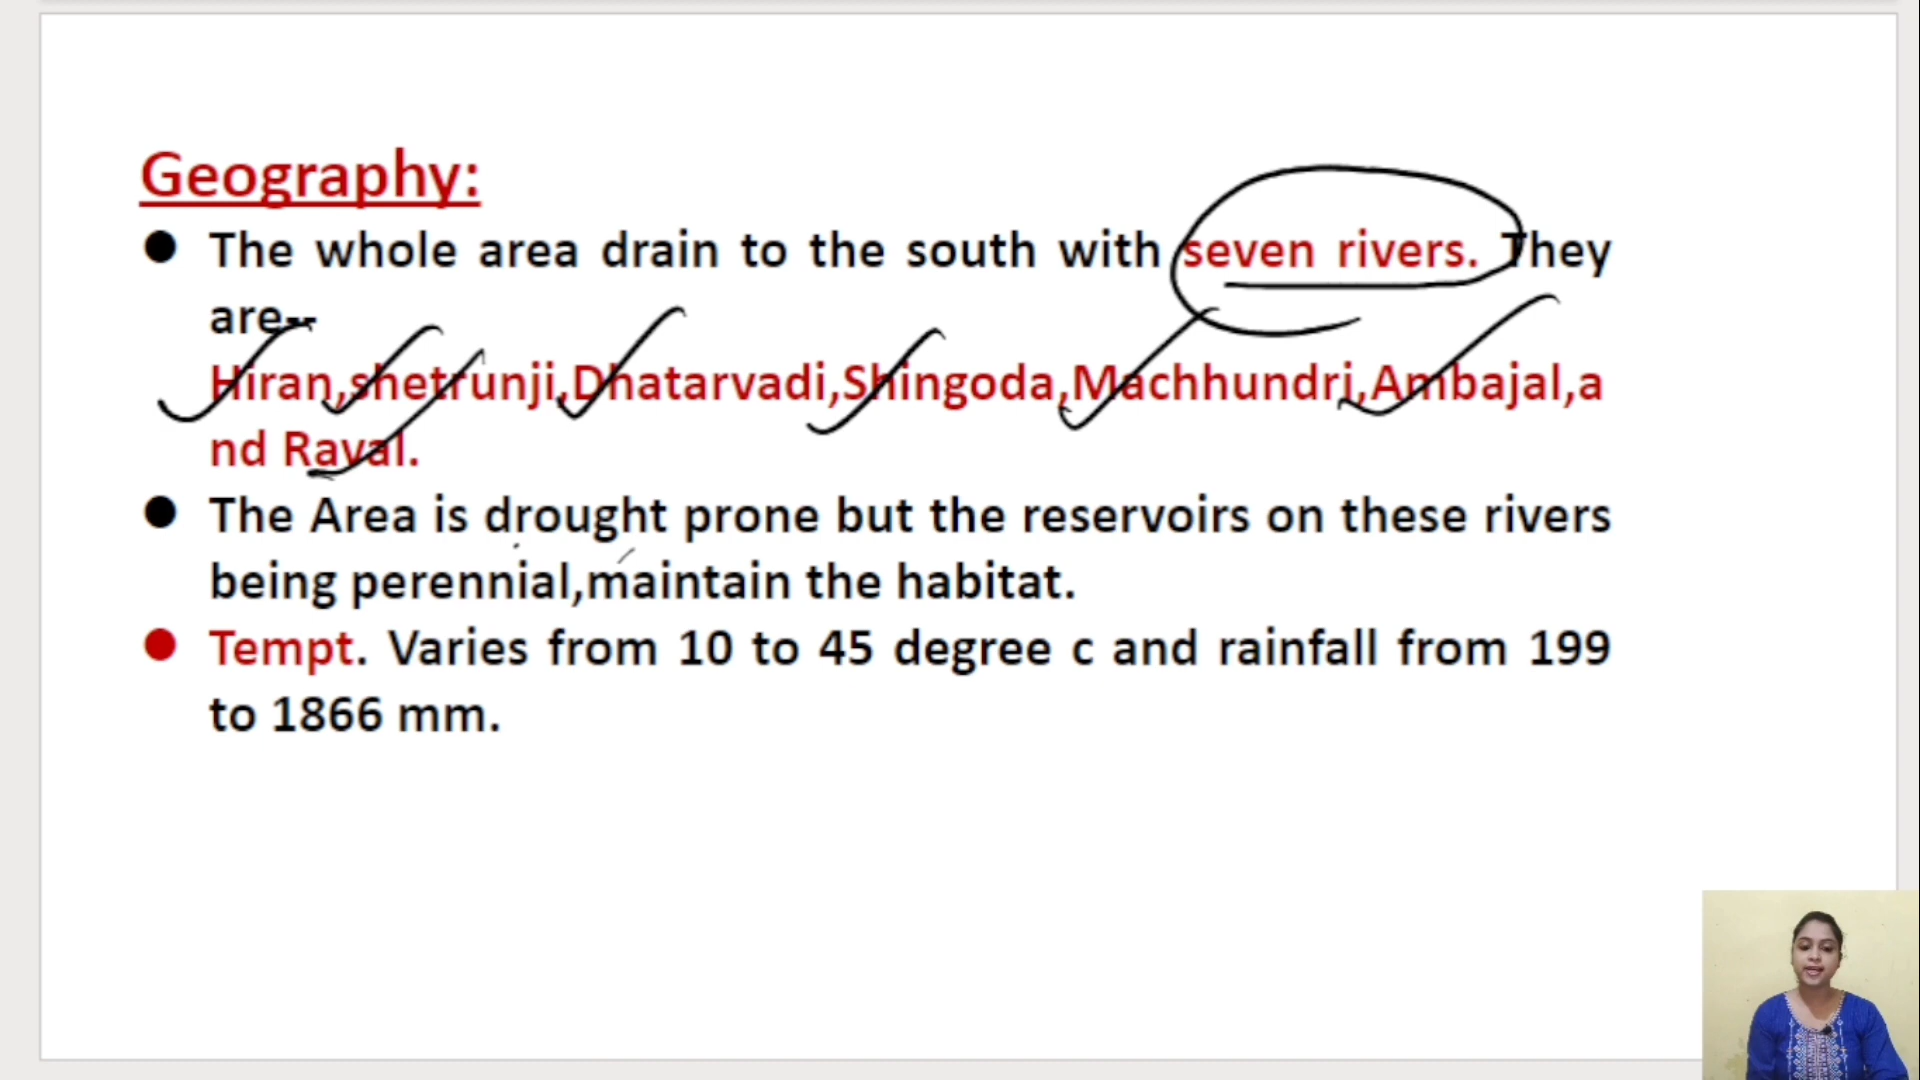 Geography:
● The whole area drain to the south with seven rivers. They
are--
Hiran,shetrunji,Dhatarvadi,Shingoda,Machhundri,Ambajal,a
nd Raval.
● The Area is drought prone but the reservoirs on these rivers
being perennial,maintain the habitat.
● Tempt. Varies from 10 to 45 degree c and rainfall from 199
to 1866 mm.